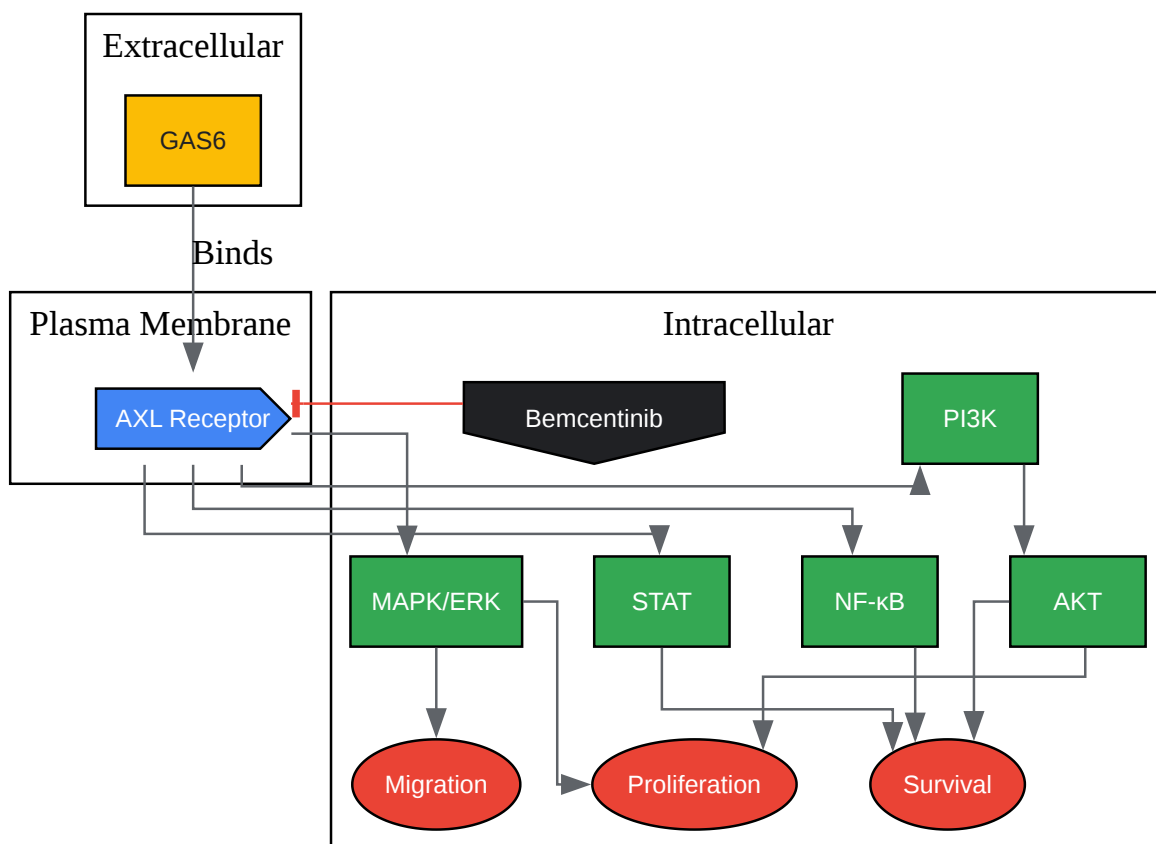 Extracellular
GAS6
Binds
Plasma Membrane
Intracellular
AXL Receptor
Bemcentinib
PI3K
MAPK/ERK
STAT
NF-κB
AKT
Migration
Proliferation
Survival